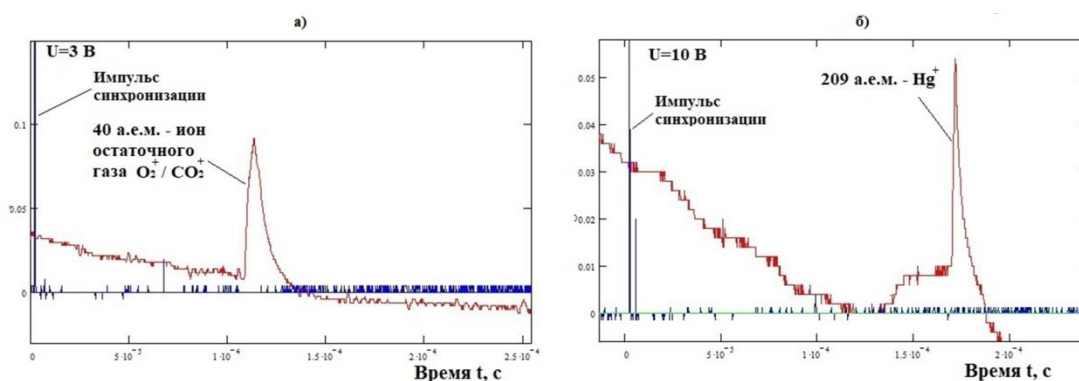 а)
U=3 В
Импульс
синхронизации
40 а.е.м. - ион
остаточного
газа O₂⁺ / CO₂⁺
0.1
0.05
0
0 5·10⁻⁵ 1·10⁻⁴ 1.5·10⁻⁴ 2·10⁻⁴ 2.5·10⁻⁴
Время t, с
б)
U=10 В
209 а.е.м. - Hg⁺
Импульс
синхронизации
0.05
0.04
0.03
0.02
0.01
0
0 5·10⁻⁵ 1·10⁻⁴ 1.5·10⁻⁴ 2·10⁻⁴
Время t, с